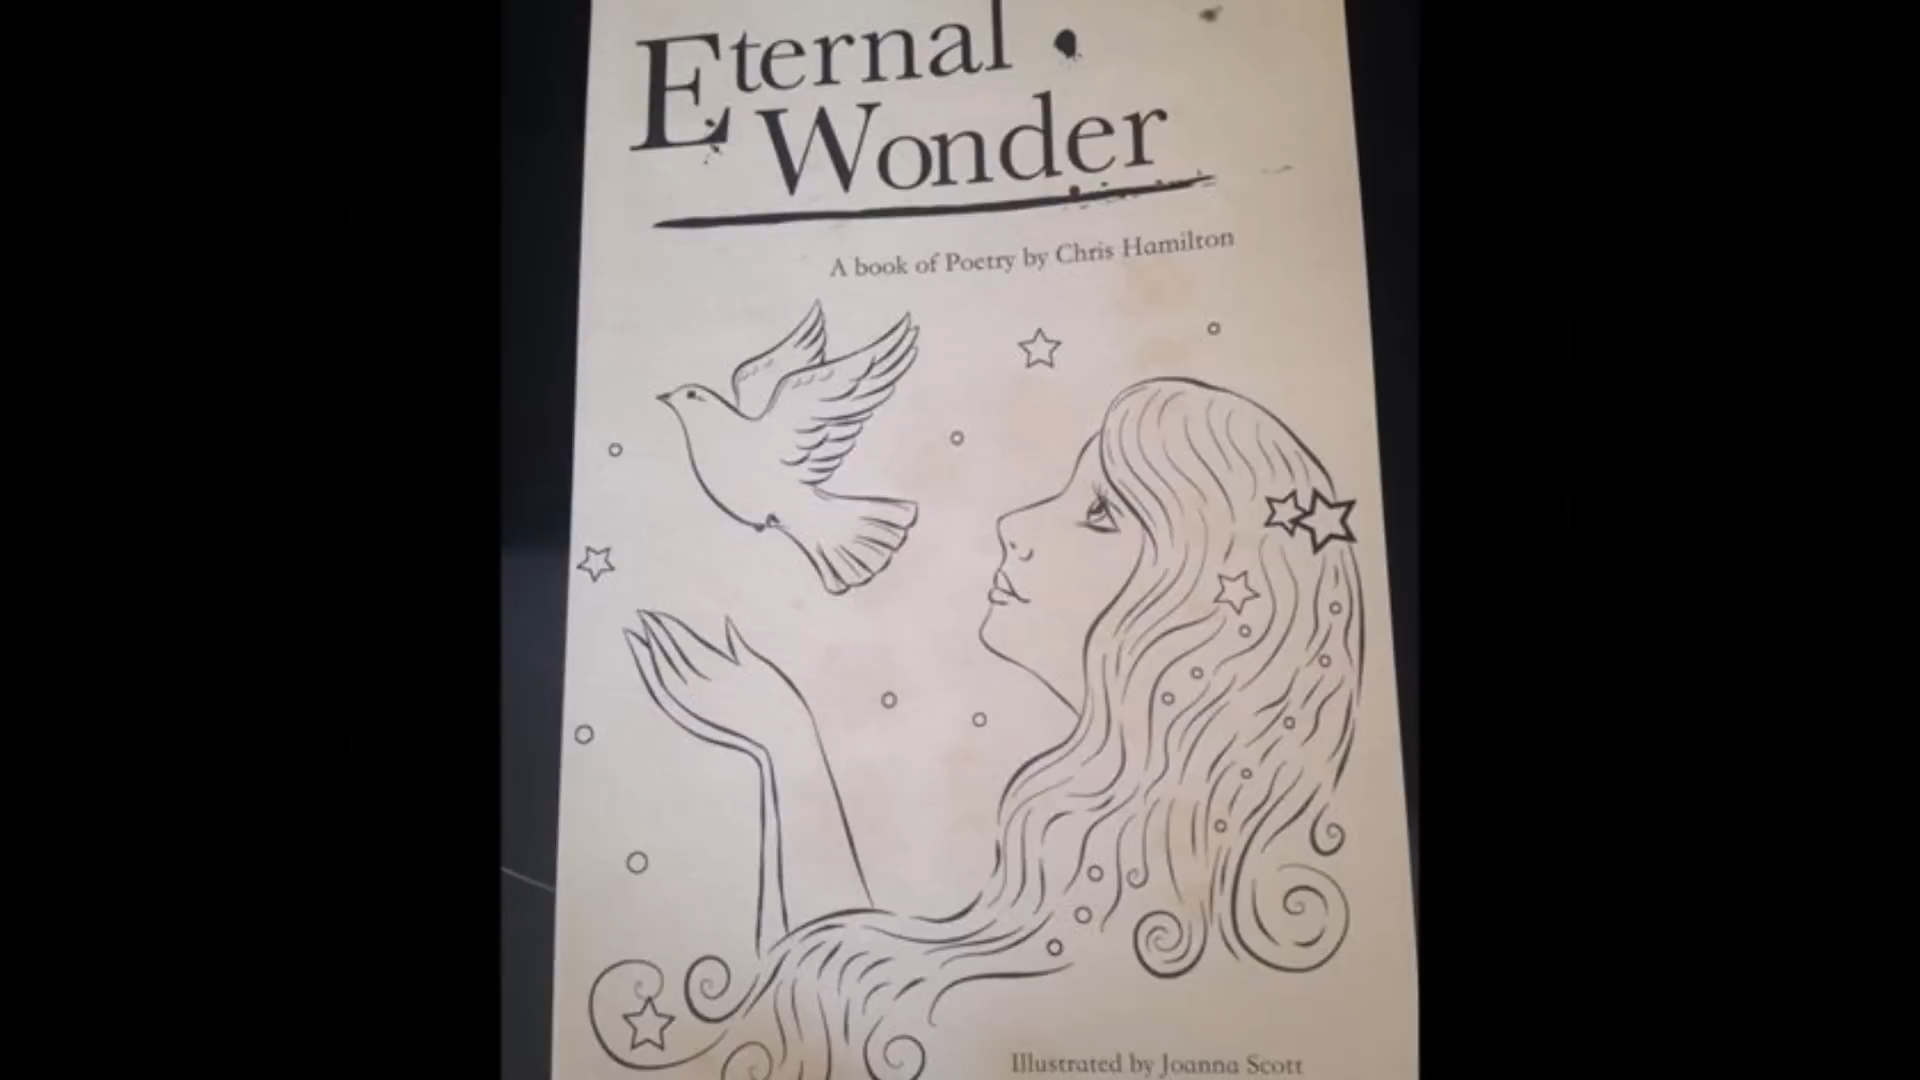 Eternal
Wonder
A book of Poetry by Chris Hamilton
Illustrated by Joanna Scott